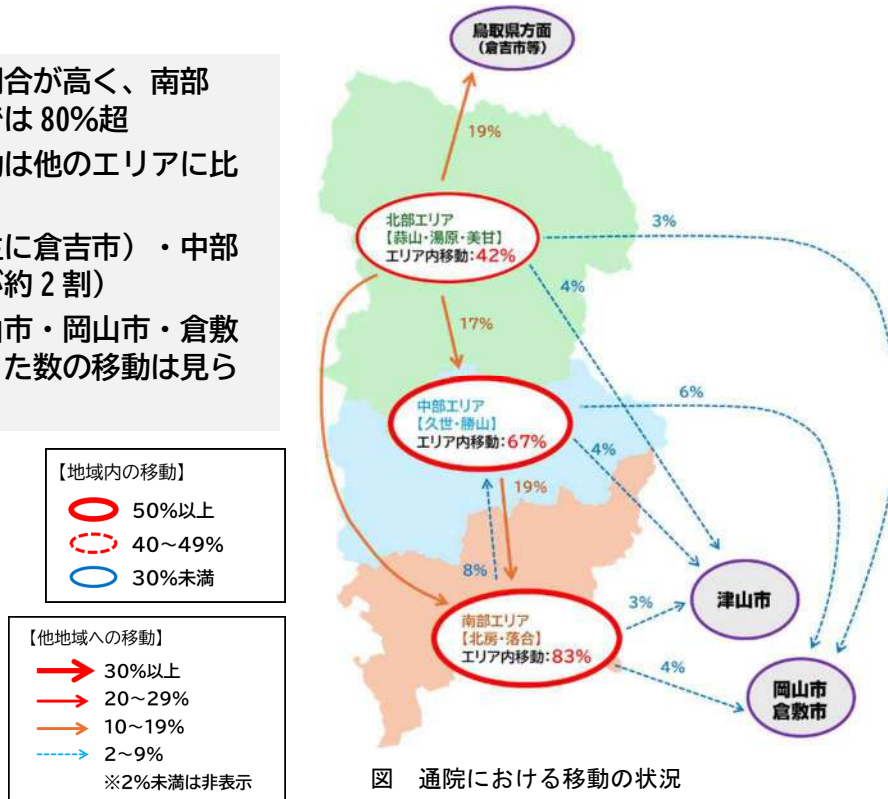 割合が高く、南部
では 80%超
動は他のエリアに比
主に倉吉市）・中部
が約 2 割）
山市・岡山市・倉敷
った数の移動は見ら
【地域内の移動】
50%以上
40～49%
30%未満
【他地域への移動】
30%以上
20～29%
10～19%
2～9%
※2%未満は非表示
鳥取県方面
（倉吉市等）
19%
北部エリア
【蒜山・湯原・美甘】
エリア内移動：42%
3%
4%
17%
中部エリア
【久世・勝山】
エリア内移動：67%
6%
4%
19%
8%
南部エリア
【北房・落合】
エリア内移動：83%
3%
4%
津山市
岡山市
倉敷市
図　通院における移動の状況